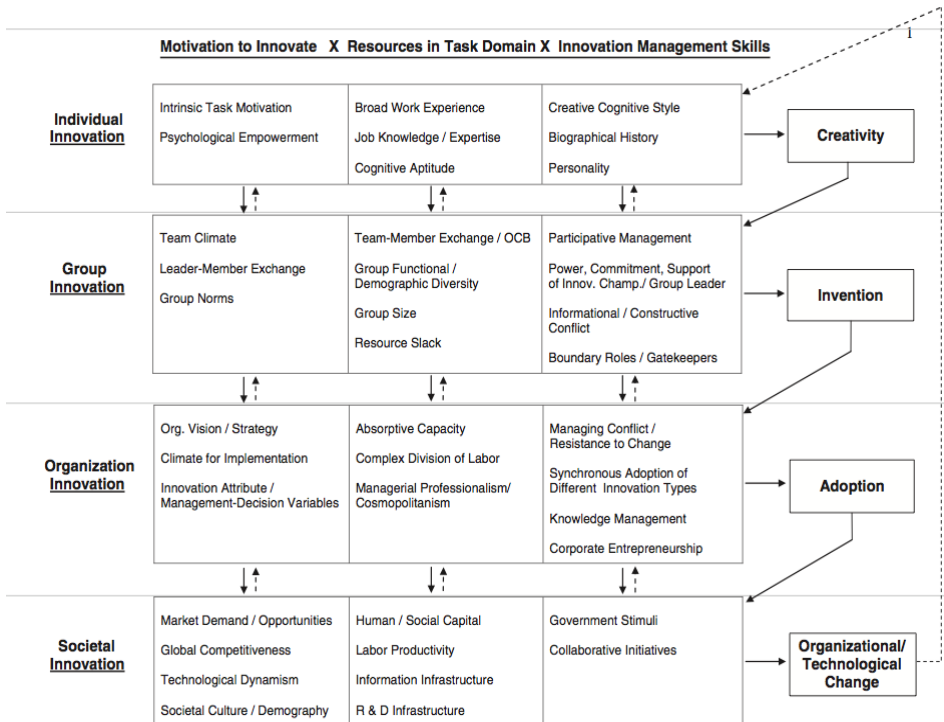 Motivation to Innovate X Resources in Task Domain X Innovation Management Skills
1
Individual
Innovation
Intrinsic Task Motivation
Psychological Empowerment
Broad Work Experience
Job Knowledge / Expertise
Cognitive Aptitude
Creative Cognitive Style
Biographical History
Personality
Creativity
Group
Innovation
Team Climate
Leader-Member Exchange
Group Norms
Team-Member Exchange / OCB
Group Functional /
Demographic Diversity
Group Size
Resource Slack
Participative Management
Power, Commitment, Support
of Innov. Champ./ Group Leader
Informational / Constructive
Conflict
Boundary Roles / Gatekeepers
Invention
Organization
Innovation
Org. Vision / Strategy
Climate for Implementation
Innovation Attribute /
Management-Decision Variables
Absorptive Capacity
Complex Division of Labor
Managerial Professionalism/
Cosmopolitanism
Managing Conflict /
Resistance to Change
Synchronous Adoption of
Different Innovation Types
Knowledge Management
Corporate Entrepreneurship
Adoption
Societal
Innovation
Market Demand / Opportunities
Global Competitiveness
Technological Dynamism
Societal Culture / Demography
Human / Social Capital
Labor Productivity
Information Infrastructure
R & D Infrastructure
Government Stimuli
Collaborative Initiatives
Organizational/
Technological
Change